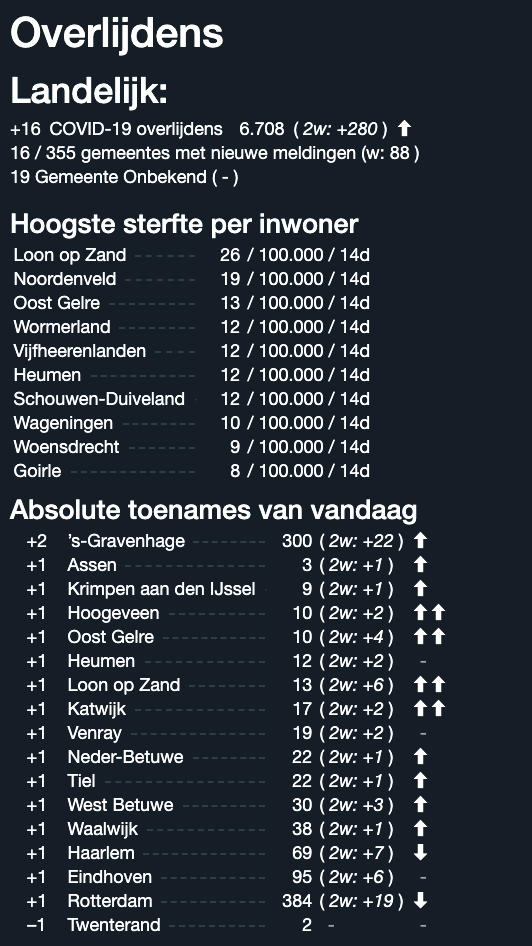 Overlijdens
Landelijk:
+16 COVID-19 overlijdens 6.708 ( 2w: +280 ) ⬆
16 / 355 gemeentes met nieuwe meldingen (w: 88 )
19 Gemeente Onbekend ( - )
Hoogste sterfte per inwoner
Loon op Zand ------- 26 / 100.000 / 14d
Noordenveld ------- 19 / 100.000 / 14d
Oost Gelre --------- 13 / 100.000 / 14d
Wormerland -------- 12 / 100.000 / 14d
Vijfheerenlanden ---- 12 / 100.000 / 14d
Heumen ----------- 12 / 100.000 / 14d
Schouwen-Duiveland - 12 / 100.000 / 14d
Wageningen ------- 10 / 100.000 / 14d
Woensdrecht ------- 9 / 100.000 / 14d
Goirle ------------- 8 / 100.000 / 14d
Absolute toenames van vandaag
+2 's-Gravenhage -------- 300 ( 2w: +22 ) ⬆
+1 Assen -------------- 3 ( 2w: +1 ) ⬆
+1 Krimpen aan den IJssel - 9 ( 2w: +1 ) ⬆
+1 Hoogeveen ---------- 10 ( 2w: +2 ) ⬆⬆
+1 Oost Gelre ----------- 10 ( 2w: +4 ) ⬆⬆
+1 Heumen ------------- 12 ( 2w: +2 ) -
+1 Loon op Zand -------- 13 ( 2w: +6 ) ⬆⬆
+1 Katwijk -------------- 17 ( 2w: +2 ) ⬆⬆
+1 Venray -------------- 19 ( 2w: +2 ) -
+1 Neder-Betuwe -------- 22 ( 2w: +1 ) ⬆
+1 Tiel ----------------- 22 ( 2w: +1 ) ⬆
+1 West Betuwe --------- 30 ( 2w: +3 ) ⬆
+1 Waalwijk ------------- 38 ( 2w: +1 ) ⬆
+1 Haarlem ------------- 69 ( 2w: +7 ) ⬇
+1 Eindhoven ----------- 95 ( 2w: +6 ) -
+1 Rotterdam ----------- 384 ( 2w: +19 ) ⬇
–1 Twenterand ---------- 2 - -